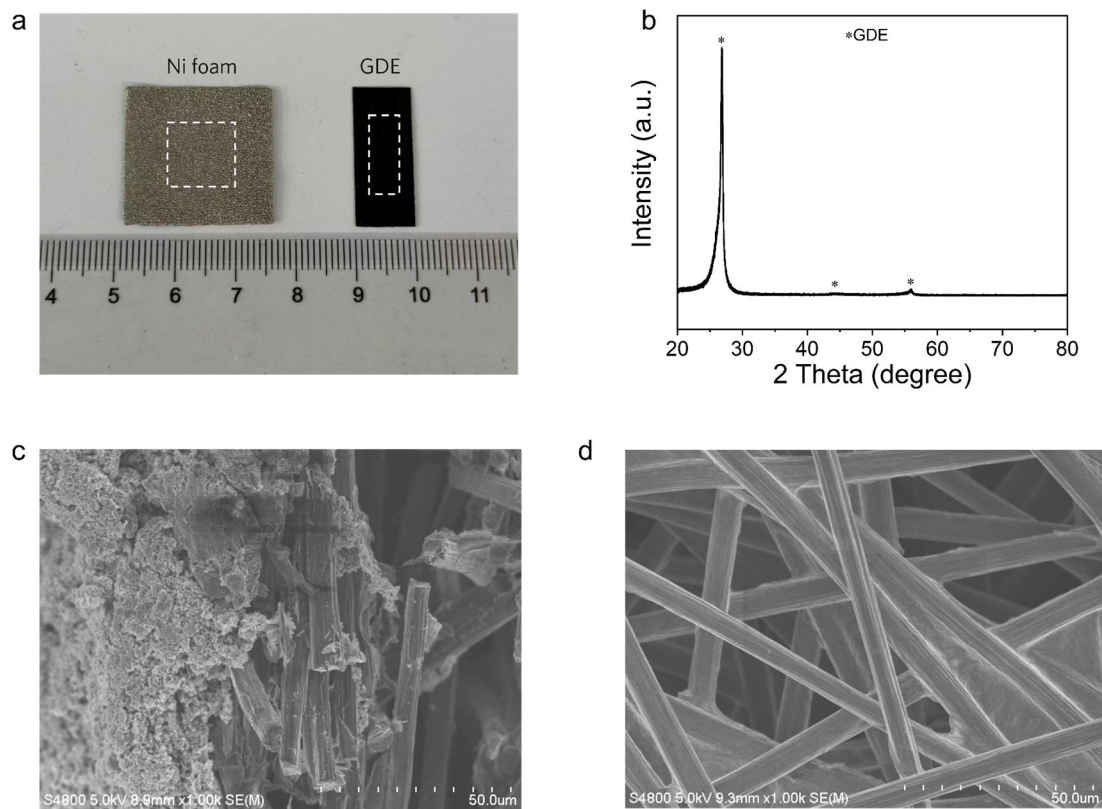 a
Ni foam
GDE
4 5 6 7 8 9 10 11
b
*GDE
*
* *
Intensity (a.u.)
20 30 40 50 60 70 80
2 Theta (degree)
c
S4800 5.0kV 8.9mm x1.00k SE(M) 50.0um
d
S4800 5.0kV 9.3mm x1.00k SE(M) 50.0um